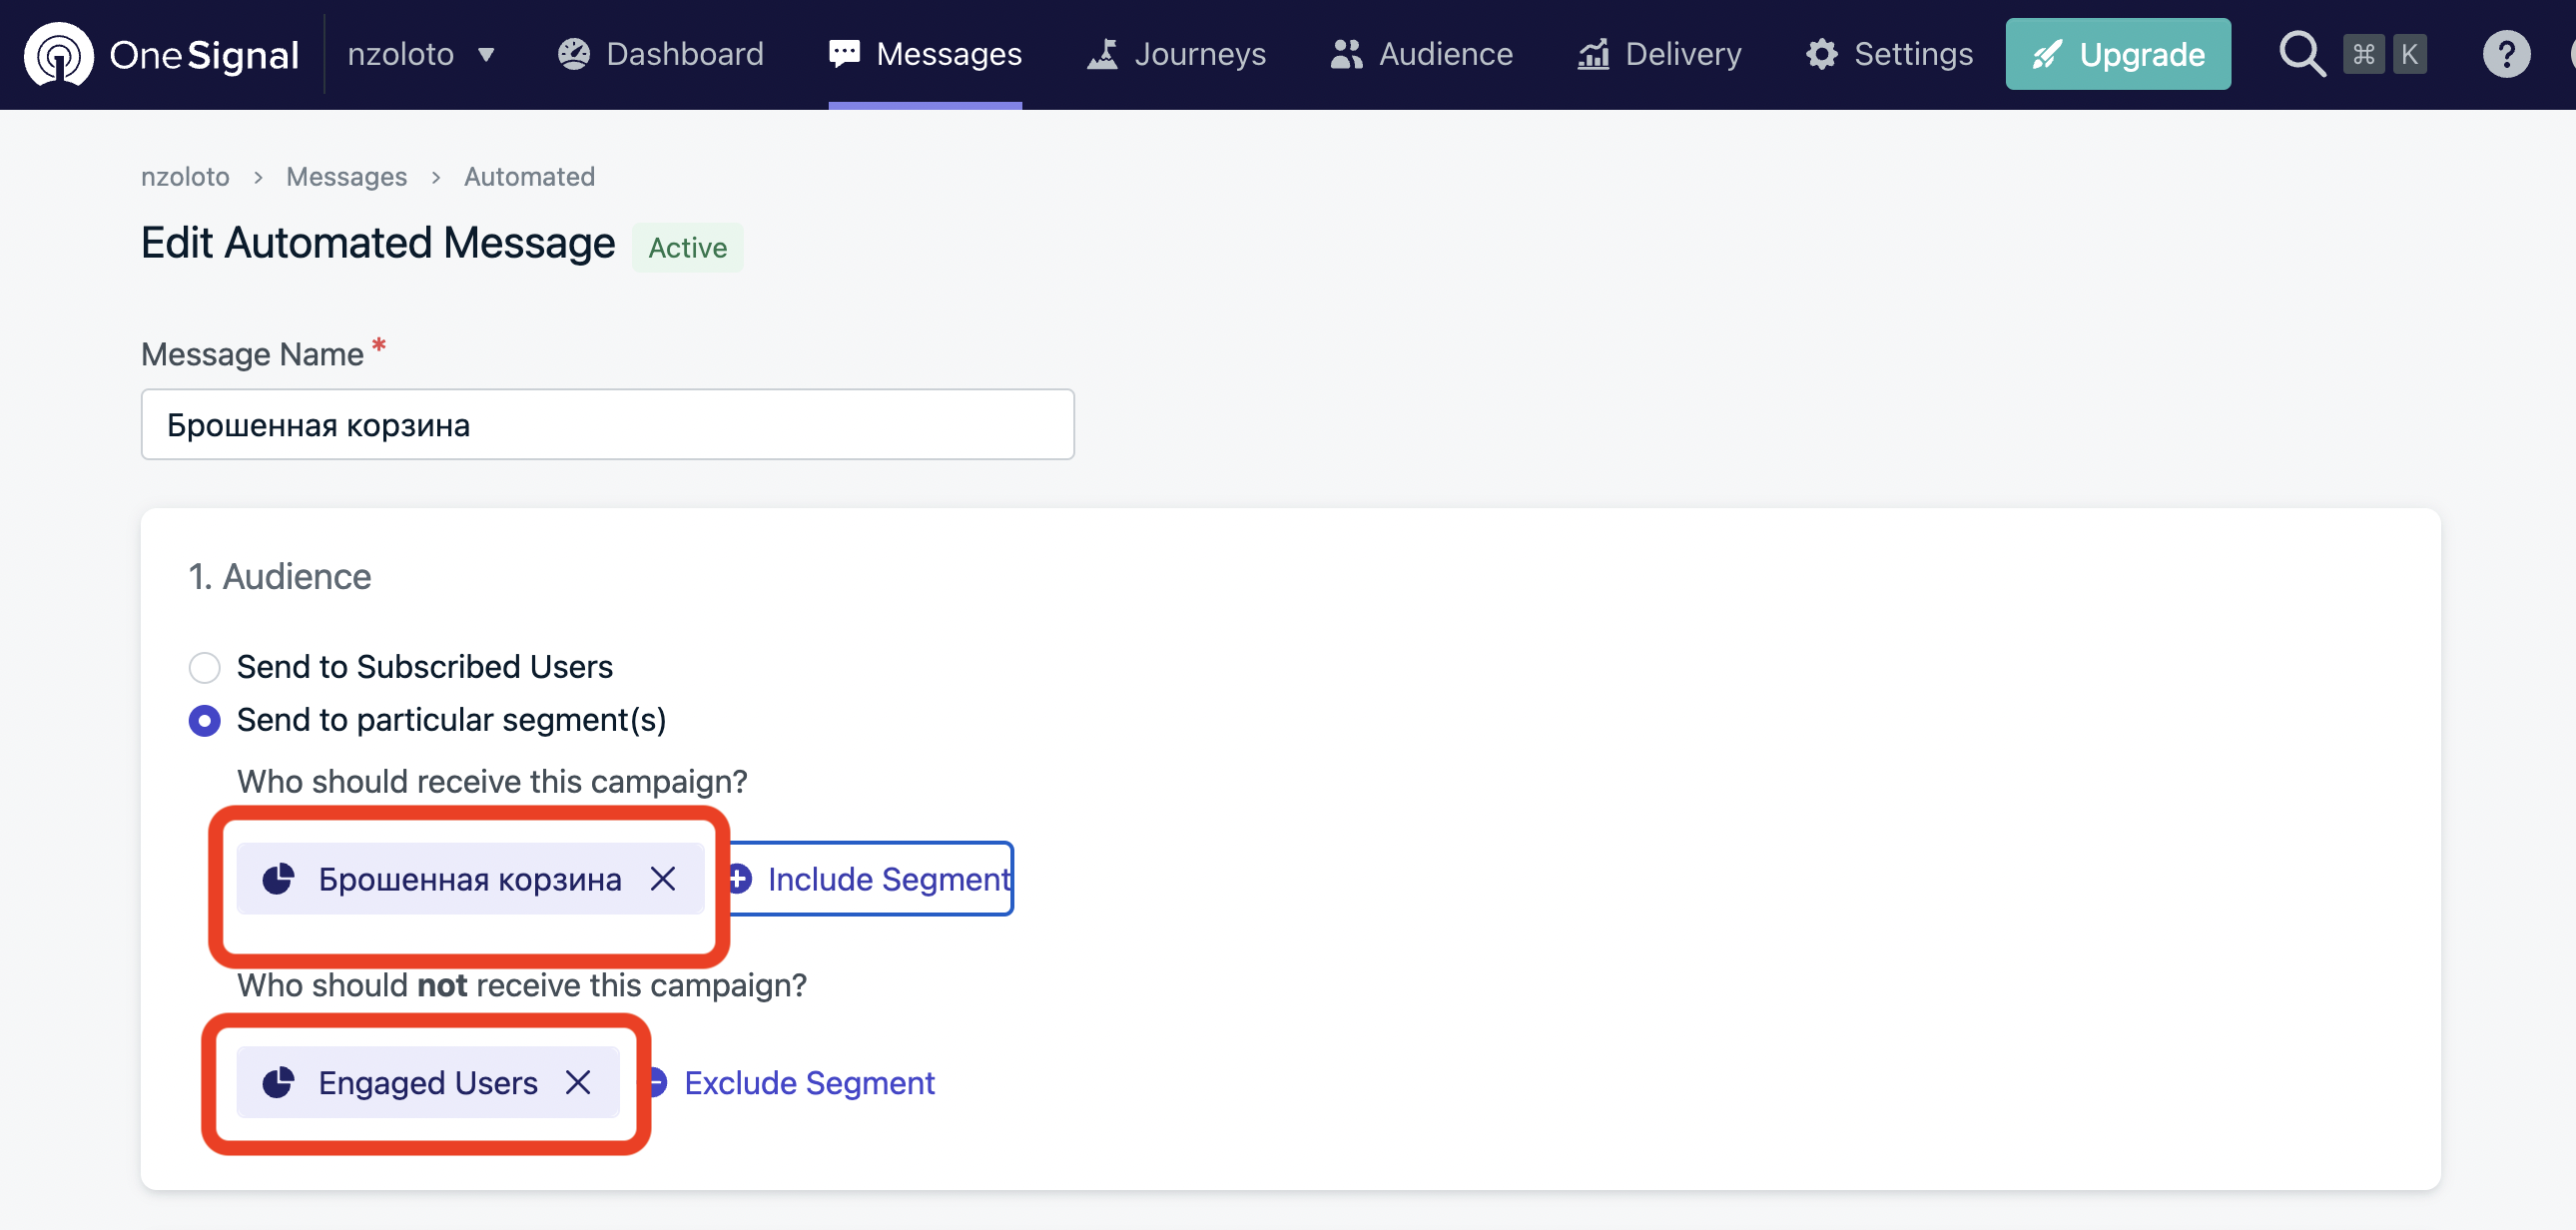 OneSignal nzoloto Dashboard Messages Journeys Audience Delivery Settings Upgrade ⌘ K ?
nzoloto > Messages > Automated
Edit Automated Message Active
Message Name *
Брошенная корзина
1. Audience
Send to Subscribed Users
Send to particular segment(s)
Who should receive this campaign?
Брошенная корзина Include Segment
Who should not receive this campaign?
Engaged Users Exclude Segment